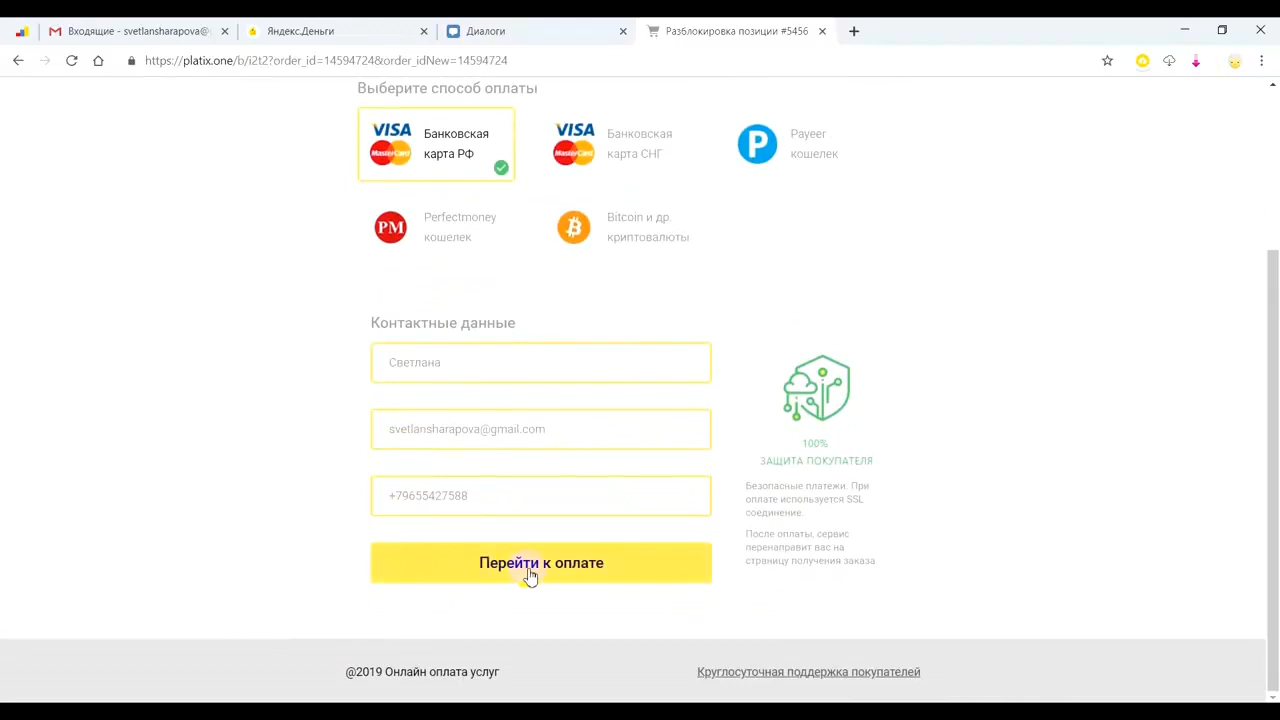 Входящие - svetlansharapova@
Яндекс.Деньги
Диалоги
Разблокировка позиции #5456
https://platix.one/b/i2t2?order_id=14594724&order_idNew=14594724
Выберите способ оплаты
VISA
MasterCard
Банковская
карта РФ
VISA
MasterCard
Банковская
карта СНГ
P
Payeer
кошелек
PM
Perfectmoney
кошелек
Bitcoin и др.
криптовалюты
Контактные данные
Светлана
svetlansharapova@gmail.com
+79655427588
Перейти к оплате
100%
ЗАЩИТА ПОКУПАТЕЛЯ
Безопасные платежи. При
оплате используется SSL
соединение.
После оплаты, сервис
перенаправит вас на
страницу получения заказа
@2019 Онлайн оплата услуг
Круглосуточная поддержка покупателей